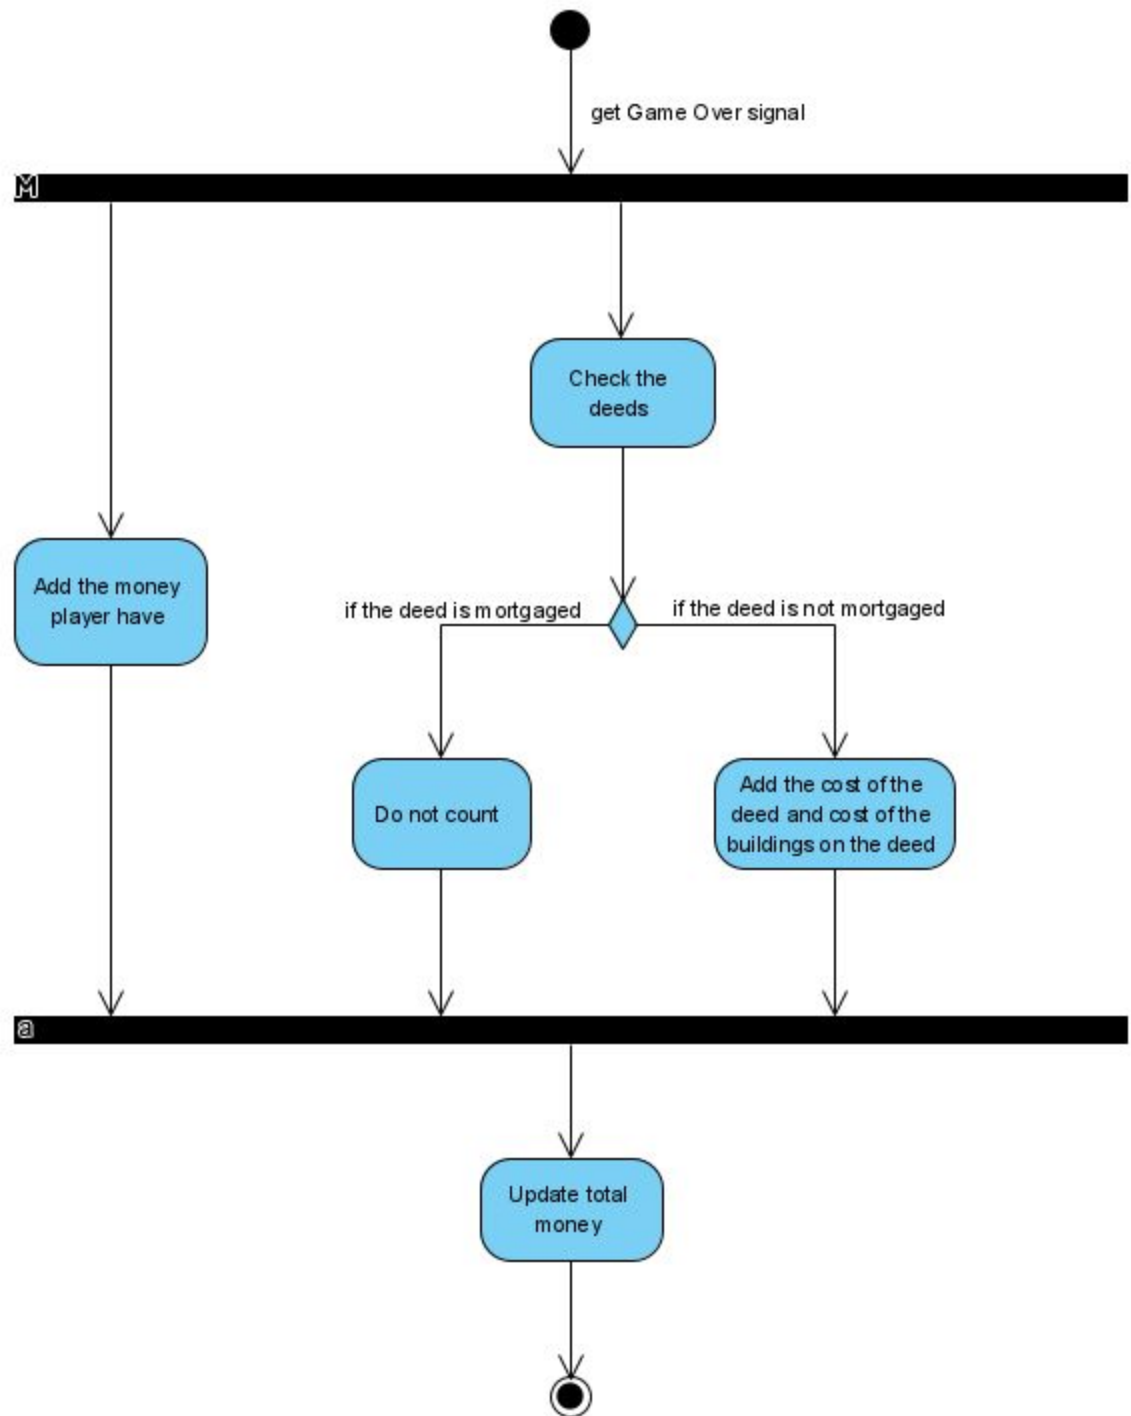 get Game Over signal
M
Check the
deeds
Add the money
player have
if the deed is mortgaged
if the deed is not mortgaged
Do not count
Add the cost of the
deed and cost of the
buildings on the deed
a
Update total
money